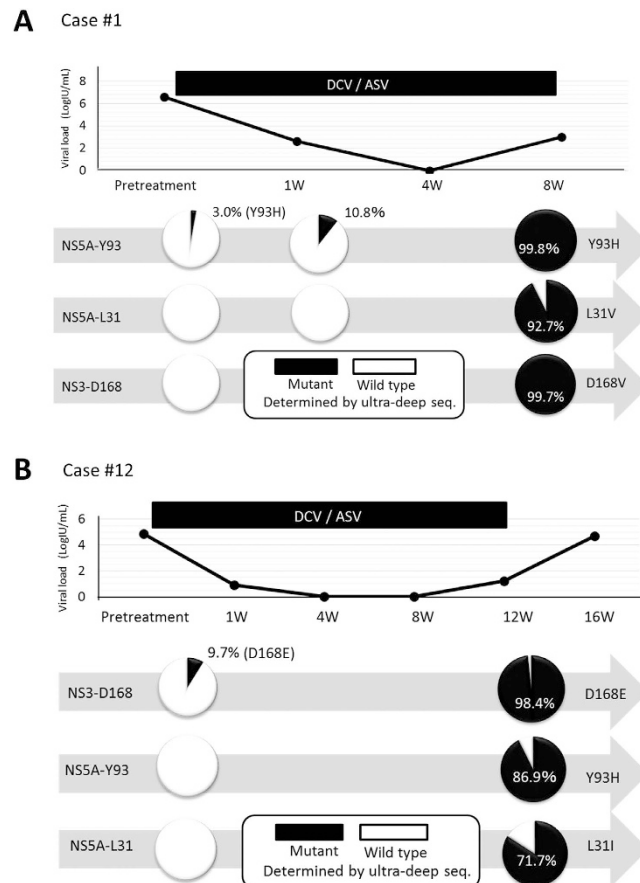 A Case #1
DCV / ASV
Viral load (LogIU/mL)
8
6
4
2
0
Pretreatment 1W 4W 8W
3.0% (Y93H) 10.8%
NS5A-Y93 99.8% Y93H
NS5A-L31 92.7% L31V
NS3-D168 99.7% D168V
Mutant Wild type
Determined by ultra-deep seq.
B Case #12
DCV / ASV
Viral load (LogIU/mL)
6
4
2
0
Pretreatment 1W 4W 8W 12W 16W
9.7% (D168E)
NS3-D168 98.4% D168E
NS5A-Y93 86.9% Y93H
NS5A-L31 71.7% L31I
Mutant Wild type
Determined by ultra-deep seq.